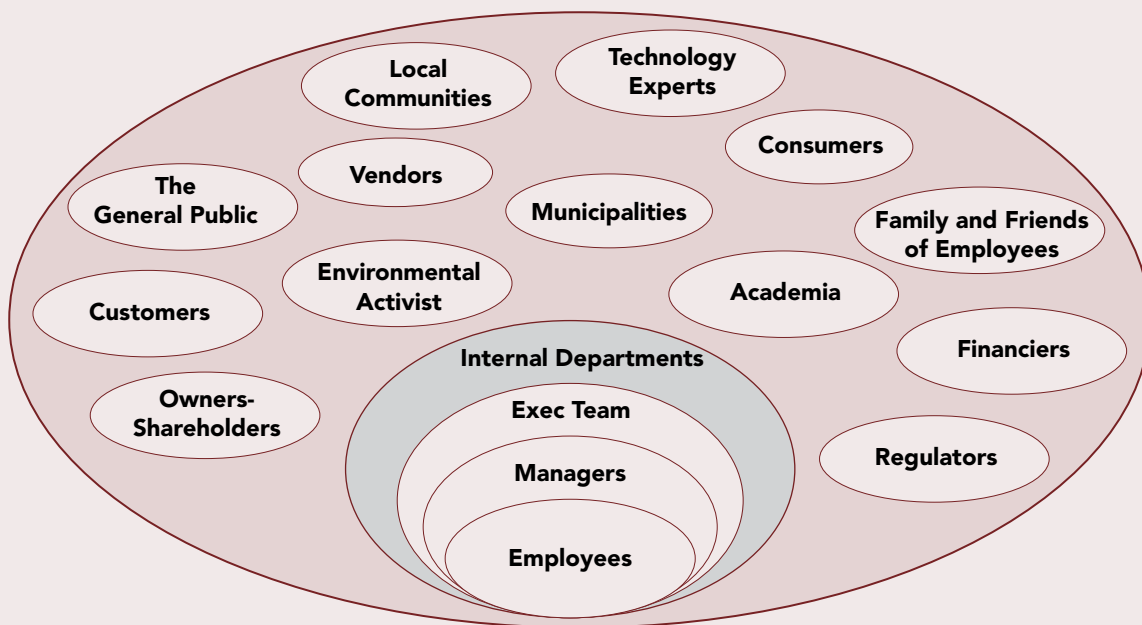 Local
Communities
Technology
Experts
Consumers
Vendors
The
General Public
Municipalities
Family and Friends
of Employees
Environmental
Activist
Academia
Customers
Financiers
Internal Departments
Owners-
Shareholders
Exec Team
Regulators
Managers
Employees